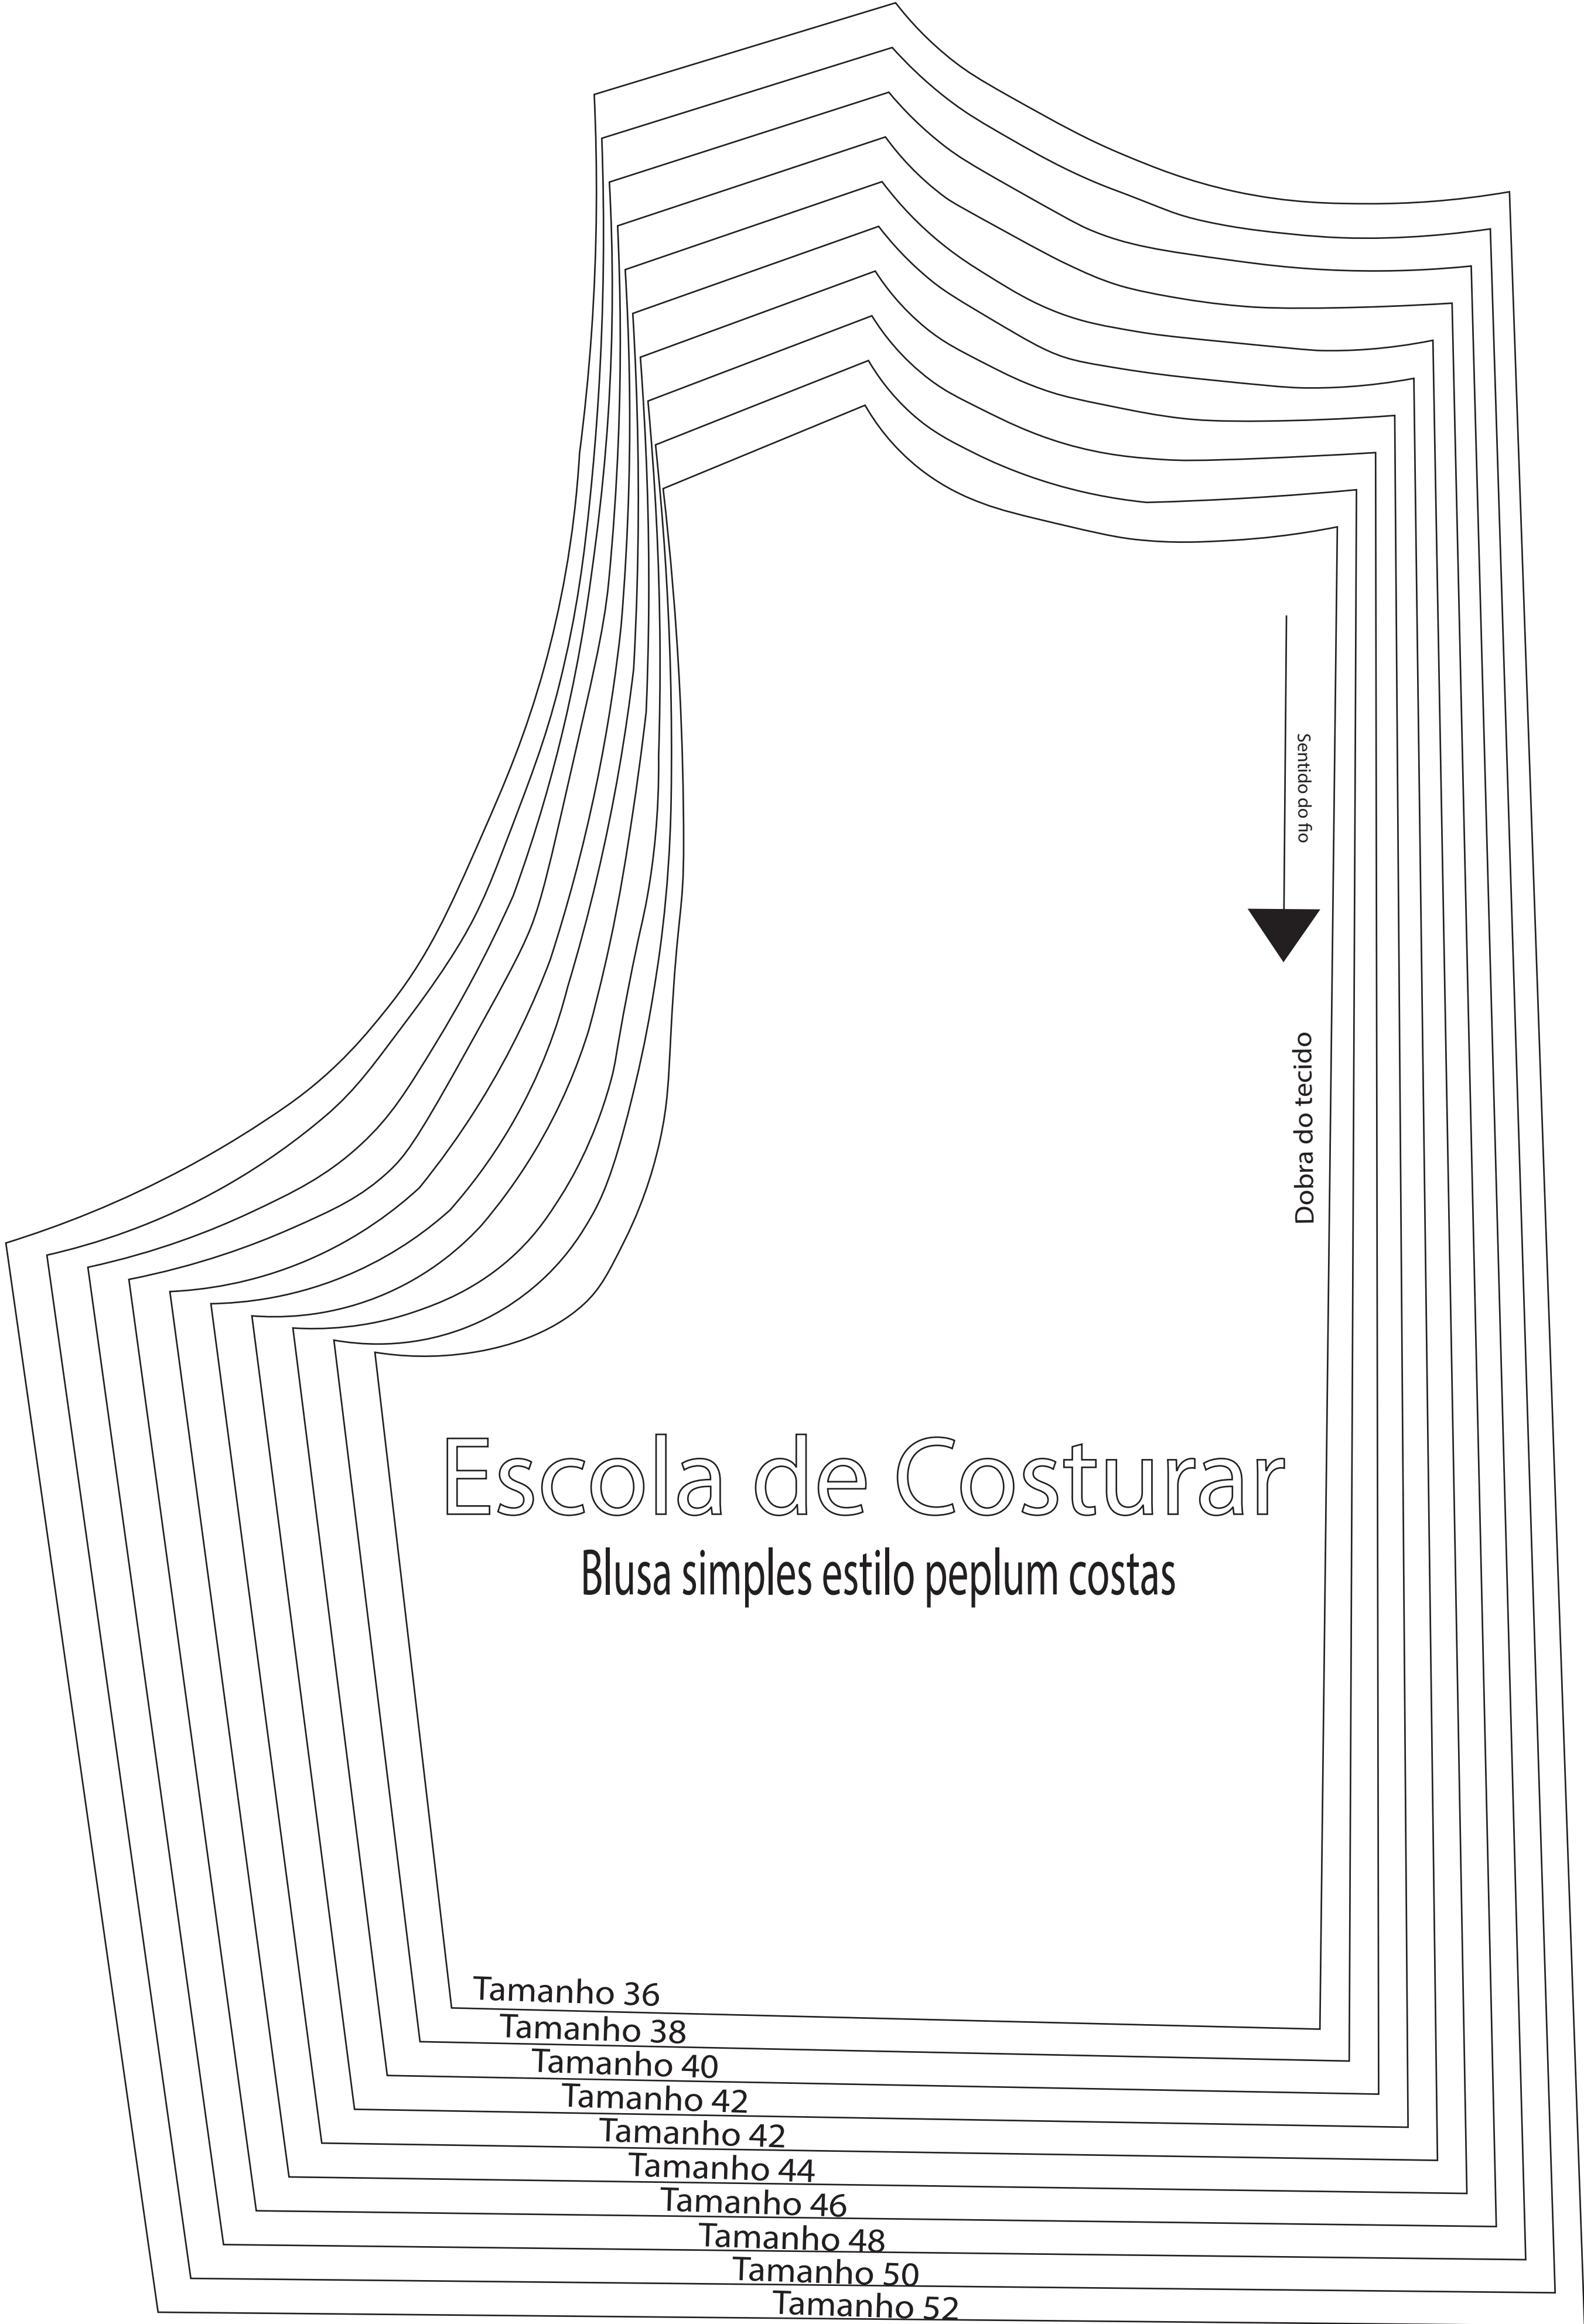 Sentido do fio
Dobra do tecido
Escola de Costurar
Blusa simples estilo peplum costas
Tamanho 36
Tamanho 38
Tamanho 40
Tamanho 42
Tamanho 42
Tamanho 44
Tamanho 46
Tamanho 48
Tamanho 50
Tamanho 52